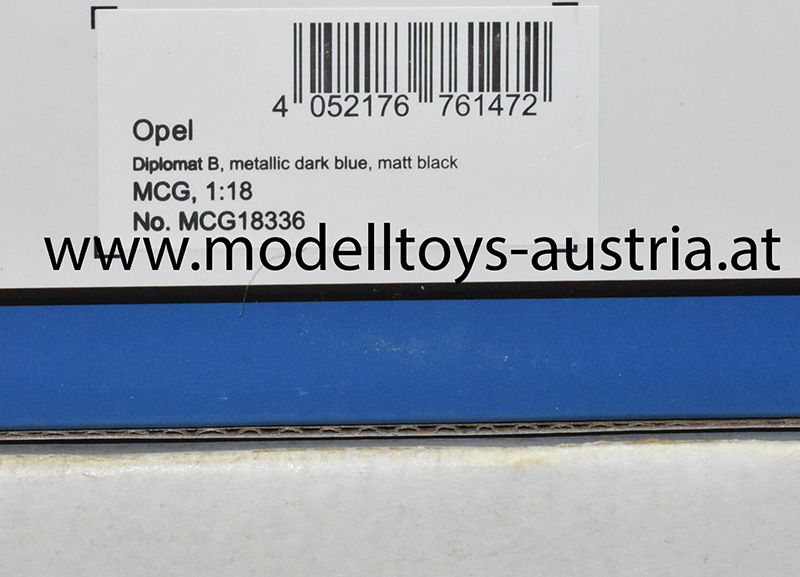 4 052176 761472
Opel
Diplomat B, metallic dark blue, matt black
MCG, 1:18
No. MCG18336
www.modelltoys-austria.at